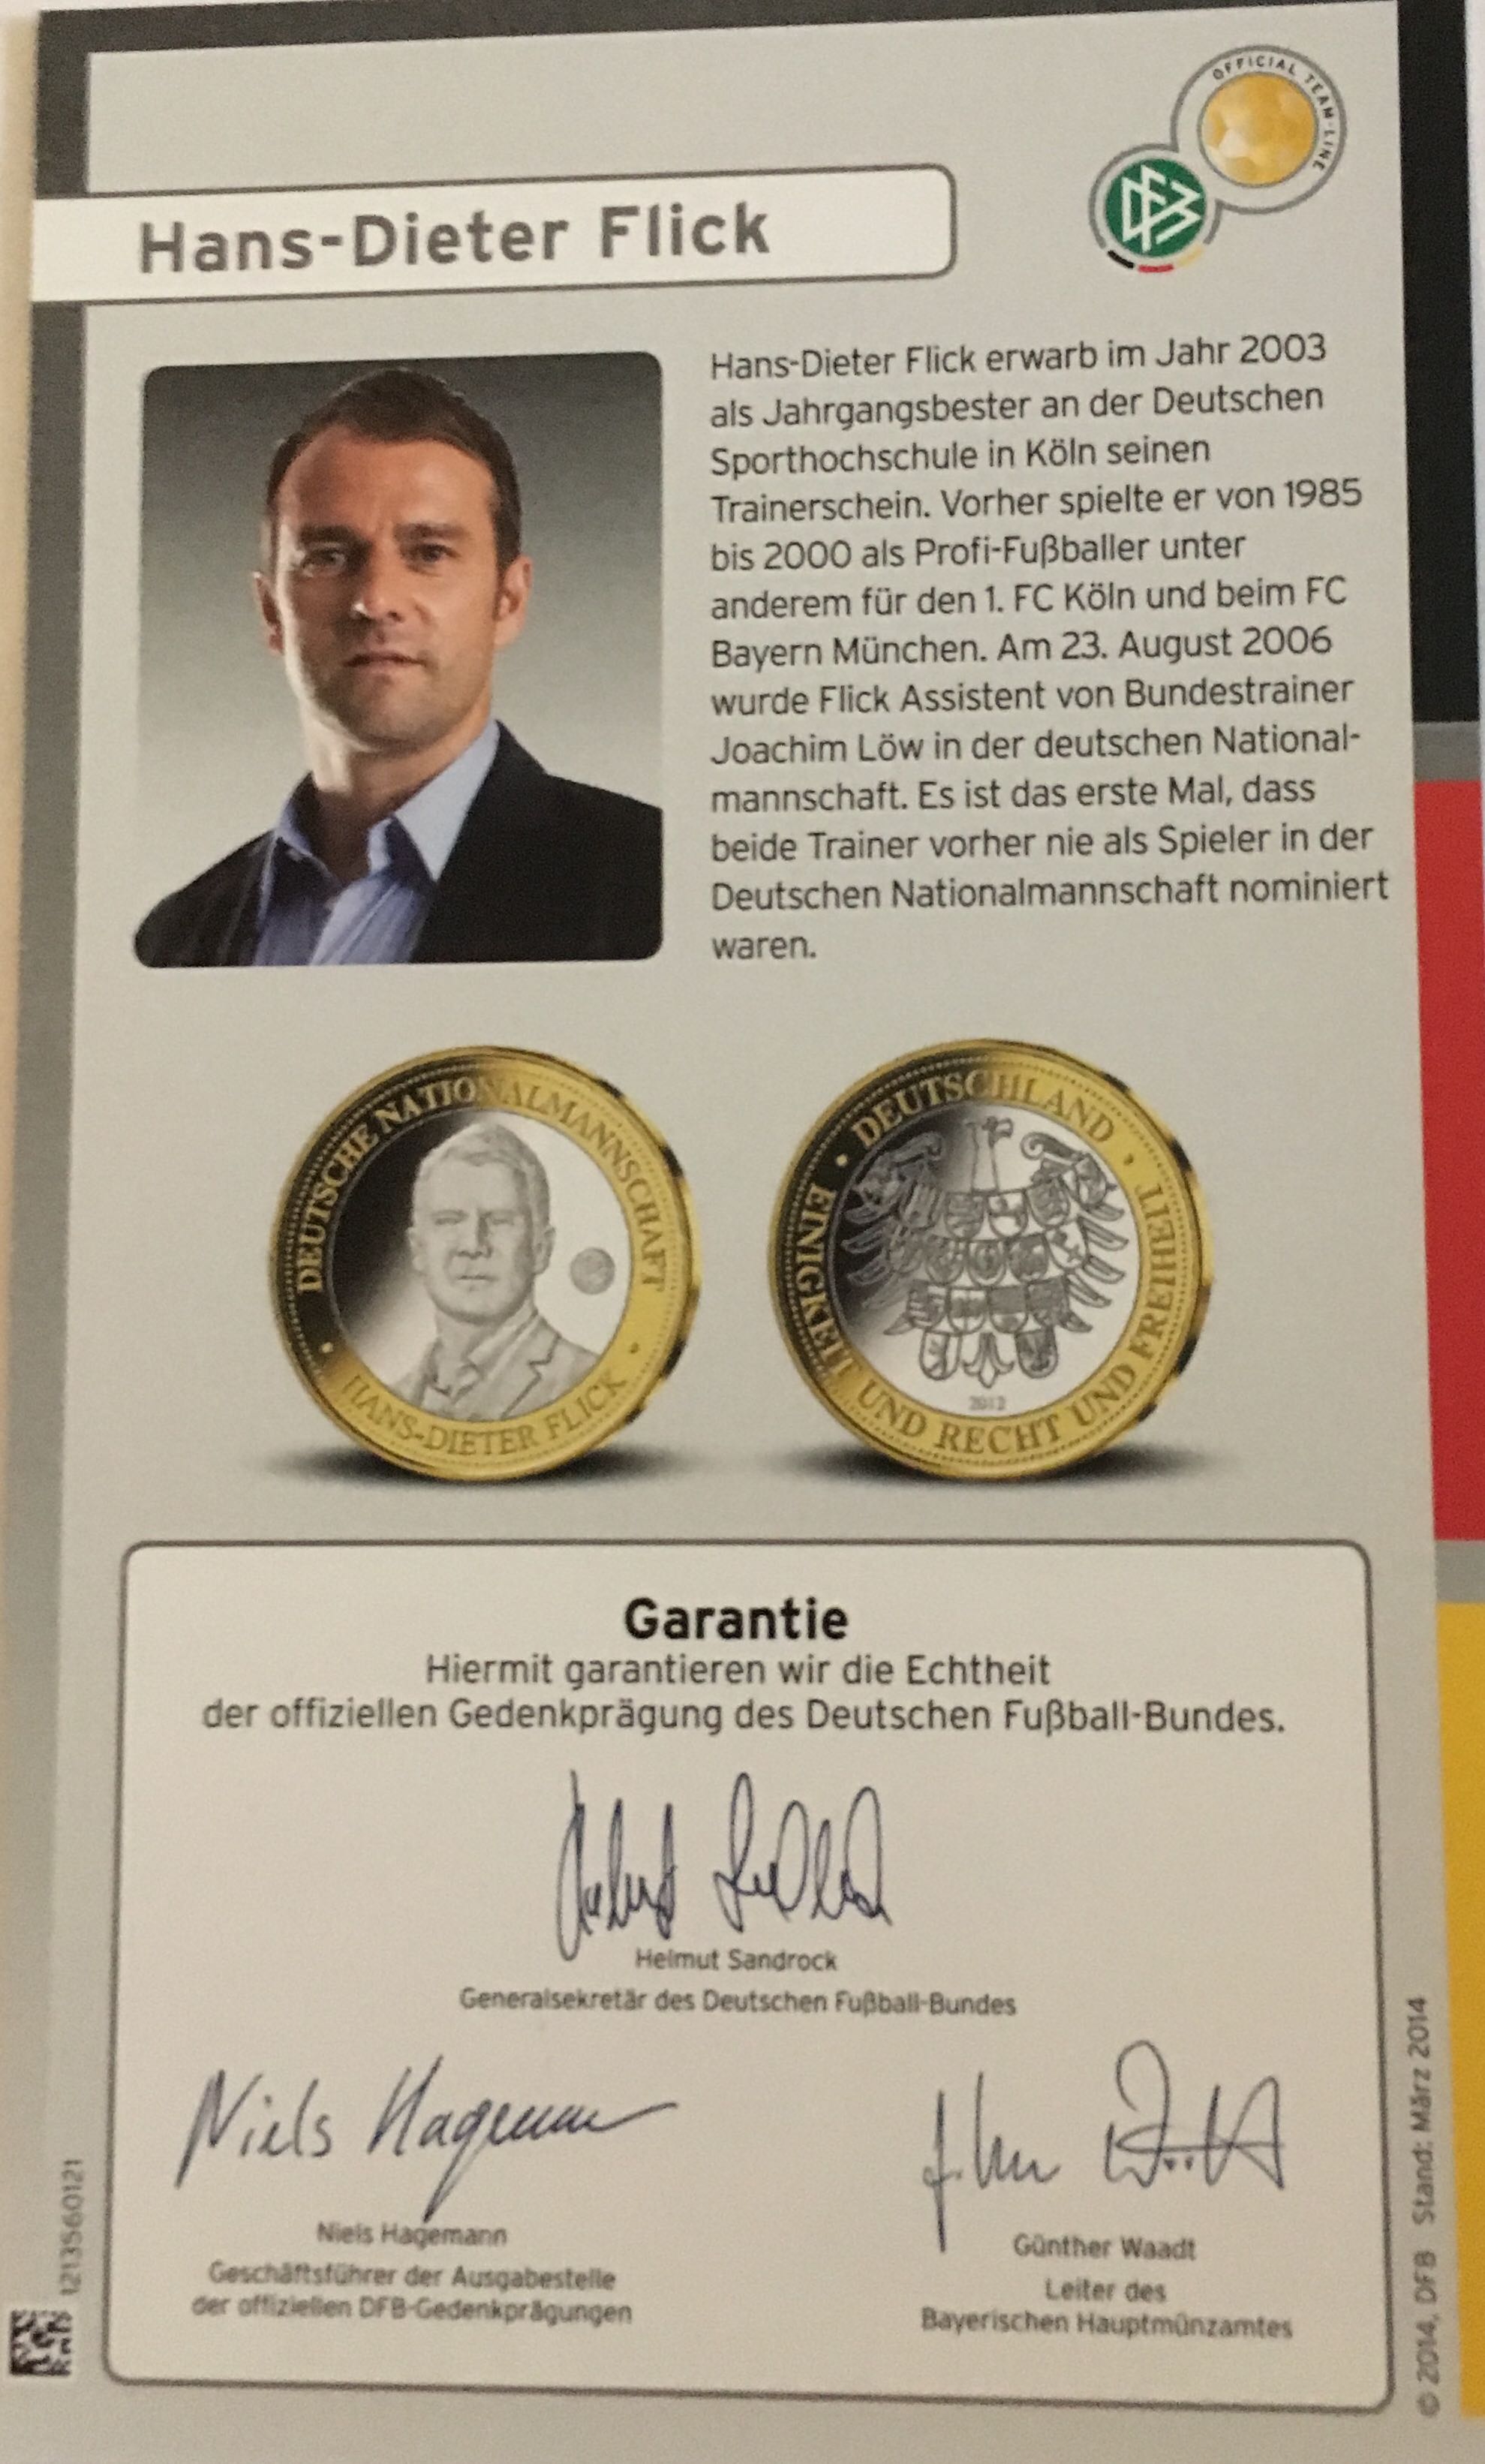 OFFICIAL TEAM-LINE
DFB
Hans-Dieter Flick
Hans-Dieter Flick erwarb im Jahr 2003
als Jahrgangsbester an der Deutschen
Sporthochschule in Köln seinen
Trainerschein. Vorher spielte er von 1985
bis 2000 als Profi-Fußballer unter
anderem für den 1. FC Köln und beim FC
Bayern München. Am 23. August 2006
wurde Flick Assistent von Bundestrainer
Joachim Löw in der deutschen National-
mannschaft. Es ist das erste Mal, dass
beide Trainer vorher nie als Spieler in der
Deutschen Nationalmannschaft nominiert
waren.
DEUTSCHE NATIONALMANNSCHAFT
• HANS-DIETER FLICK •
• DEUTSCHLAND •
EINIGKEIT UND RECHT UND FREIHEIT
2012
Garantie
Hiermit garantieren wir die Echtheit
der offiziellen Gedenkprägung des Deutschen Fußball-Bundes.
Helmut Sandrock
Generalsekretär des Deutschen Fußball-Bundes
Niels Hagemann
Niels Hagemann
Geschäftsführer der Ausgabestelle
der offiziellen DFB-Gedenkprägungen
Günther Waadt
Leiter des
Bayerischen Hauptmünzamtes
1213560121
© 2014, DFB Stand: März 2014